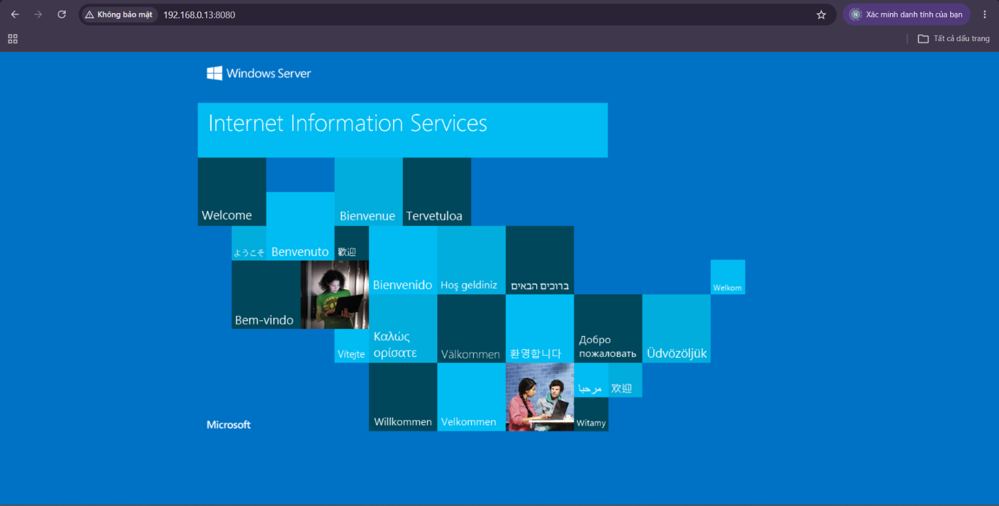 Không bảo mật
192.168.0.13:8080
N
Xác minh danh tính của bạn
Tất cả dấu trang
Windows Server
Internet Information Services
Welcome
Bienvenue
Tervetuloa
ようこそ
Benvenuto
歡迎
Bienvenido
Hoş geldiniz
ברוכים הבאים
Welkom
Bem-vindo
Vítejte
Καλώς
ορίσατε
Välkommen
환영합니다
Добро
пожаловать
Üdvözöljük
مرحبا
欢迎
Willkommen
Velkommen
Witamy
Microsoft